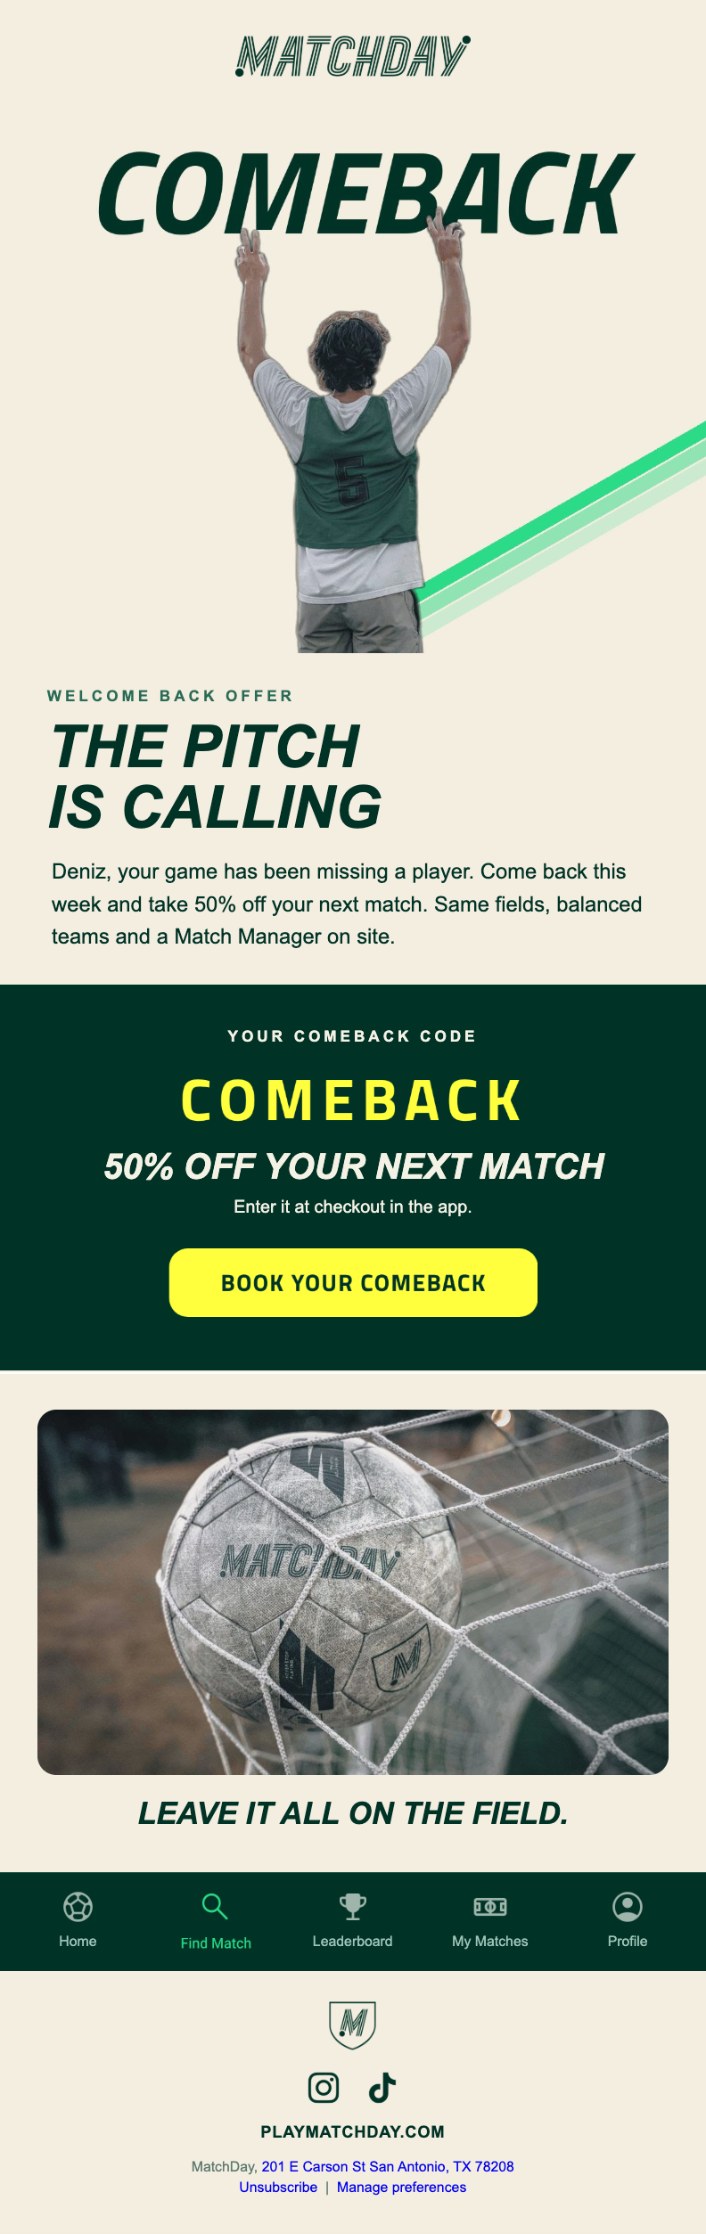 MATCHDAY
COMEBACK
5
WELCOME BACK OFFER
THE PITCH
IS CALLING
Deniz, your game has been missing a player. Come back this
week and take 50% off your next match. Same fields, balanced
teams and a Match Manager on site.
YOUR COMEBACK CODE
COMEBACK
50% OFF YOUR NEXT MATCH
Enter it at checkout in the app.
BOOK YOUR COMEBACK
MATCHDAY
M
LEAVE IT ALL ON THE FIELD.
Home
Find Match
Leaderboard
My Matches
Profile
M
PLAYMATCHDAY.COM
MatchDay, 201 E Carson St San Antonio, TX 78208
Unsubscribe | Manage preferences